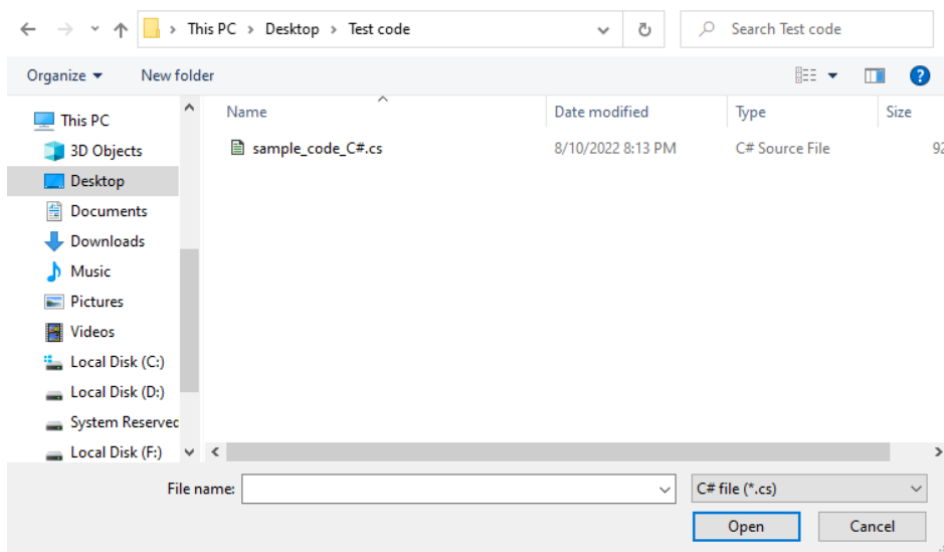 This PC > Desktop > Test code
Search Test code
Organize
New folder
?
Name
Date modified
Type
Size
sample_code_C#.cs
8/10/2022 8:13 PM
C# Source File
92
This PC
3D Objects
Desktop
Documents
Downloads
Music
Pictures
Videos
Local Disk (C:)
Local Disk (D:)
System Reserved
Local Disk (F:)
File name:
C# file (*.cs)
Open
Cancel